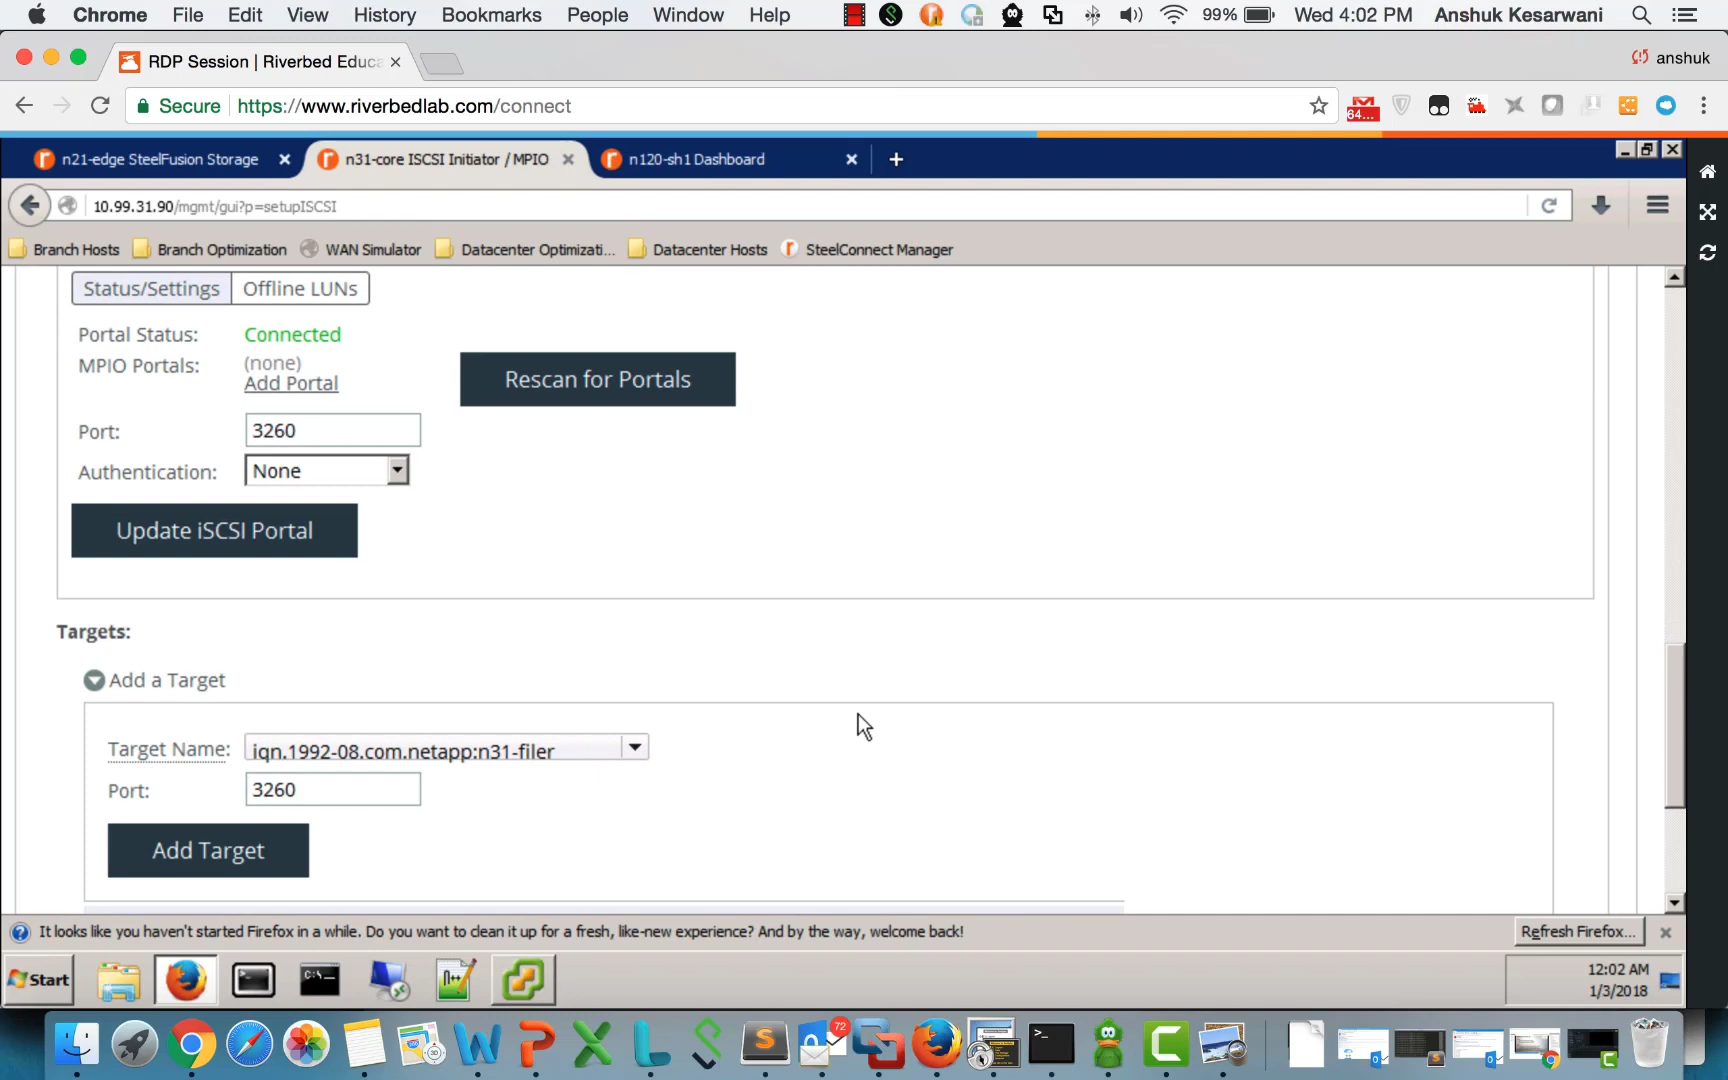 Chrome File Edit View History Bookmarks People Window Help 99% Wed 4:02 PM Anshuk Kesarwani
RDP Session | Riverbed Educa anshuk
Secure https://www.riverbedlab.com/connect 64...
n21-edge SteelFusion Storage n31-core ISCSI Initiator / MPIO n120-sh1 Dashboard
10.99.31.90/mgmt/gui?p=setupISCSI
Branch Hosts Branch Optimization WAN Simulator Datacenter Optimizati... Datacenter Hosts SteelConnect Manager
Status/Settings Offline LUNs
Portal Status: Connected
MPIO Portals: (none)
Add Portal
Rescan for Portals
Port: 3260
Authentication: None
Update iSCSI Portal
Targets:
Add a Target
Target Name: iqn.1992-08.com.netapp:n31-filer
Port: 3260
Add Target
It looks like you haven't started Firefox in a while. Do you want to clean it up for a fresh, like-new experience? And by the way, welcome back! Refresh Firefox...
Start 12:02 AM
1/3/2018
72